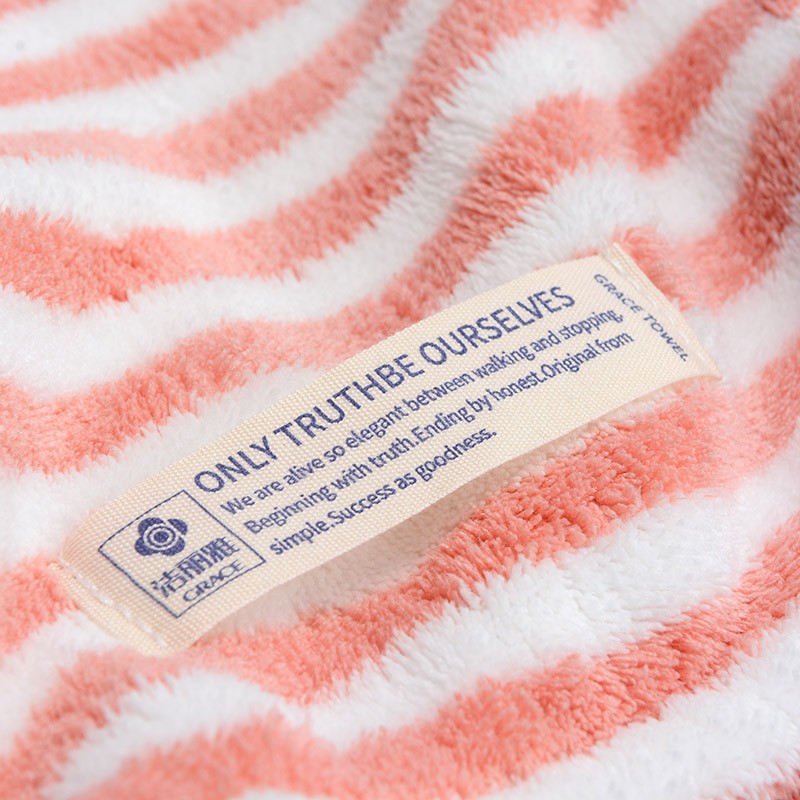 ONLY TRUTHBE OURSELVES
We are alive so elegant between walking and stopping.
Beginning with truth.Ending by honest.Original from
simple.Success as goodness.
洁丽雅
GRACE
GRACE TOWEL